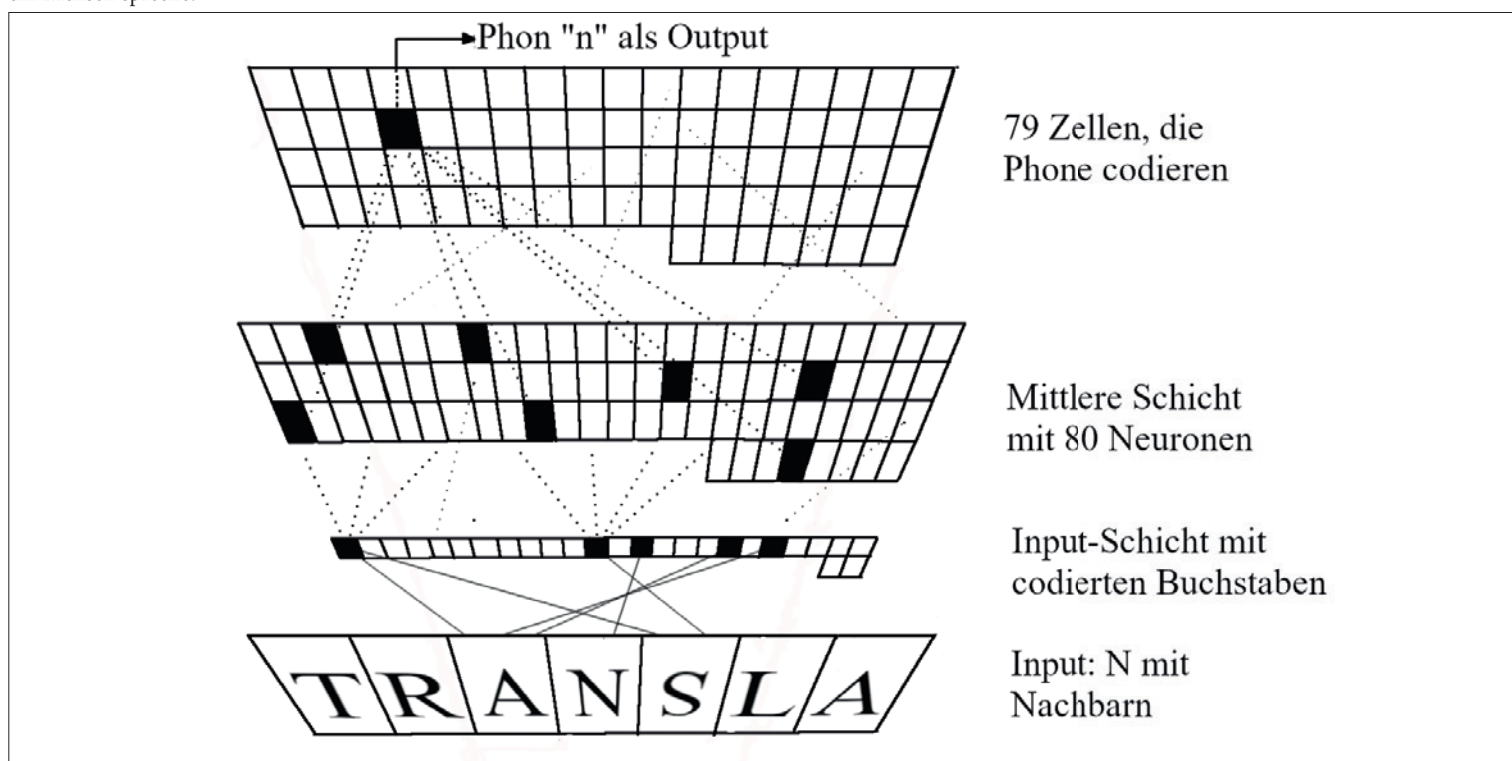 Phon "n" als Output
79 Zellen, die
Phone codieren
Mittlere Schicht
mit 80 Neuronen
Input-Schicht mit
codierten Buchstaben
TRANSLA
Input: N mit
Nachbarn